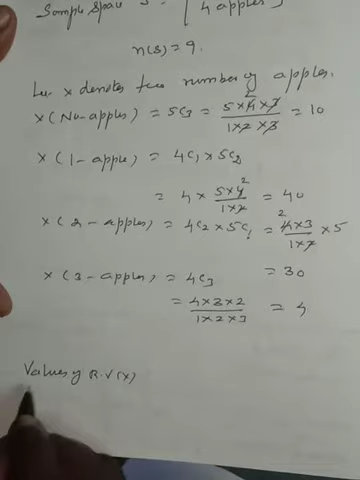 Sample Space S = { 4 apples }
n(S) = 9.
Let x denotes the number of apples.
x (No-apples) = 5C3 = 5 x 4 x 3 / 1 x 2 x 3 = 10
x (1-apple) = 4C1 x 5C2
= 4 x 5 x 4 / 1 x 2 = 40
x (2-apples) = 4C2 x 5C1 = 4 x 3 / 1 x 2 x 5
= 30
x (3-apples) = 4C3
= 4 x 3 x 2 / 1 x 2 x 3 = 4
Values of R.V (X)